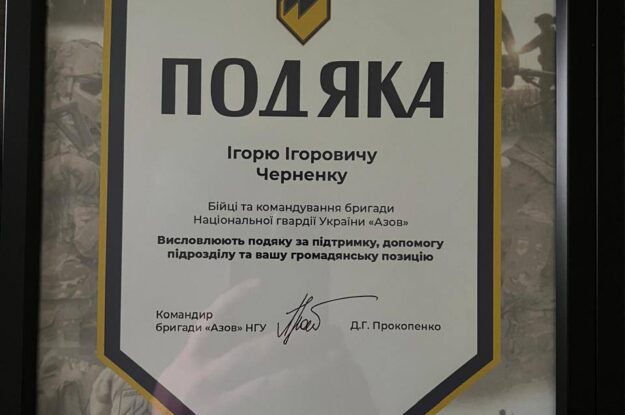 ПОДЯКА
Ігорю Ігоровичу
Черненку
Бійці та командування бригади
Національної гвардії України «Азов»
Висловлюють подяку за підтримку, допомогу
підрозділу та вашу громадянську позицію
Командир
бригади «Азов» НГУ
Д.Г. Прокопенко